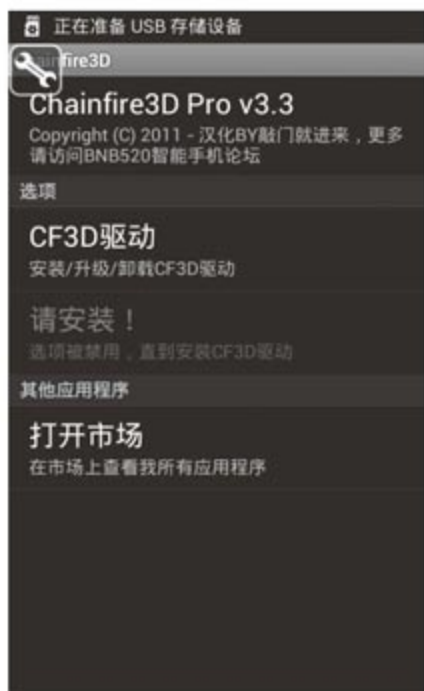 正在准备 USB 存储设备
ainfire3D
Chainfire3D Pro v3.3
Copyright (C) 2011 - 汉化BY敲门就进来，更多
请访问BNB520智能手机论坛
选项
CF3D驱动
安装/升级/卸载CF3D驱动
请安装！
选项被禁用，直到安装CF3D驱动
其他应用程序
打开市场
在市场上查看我所有应用程序